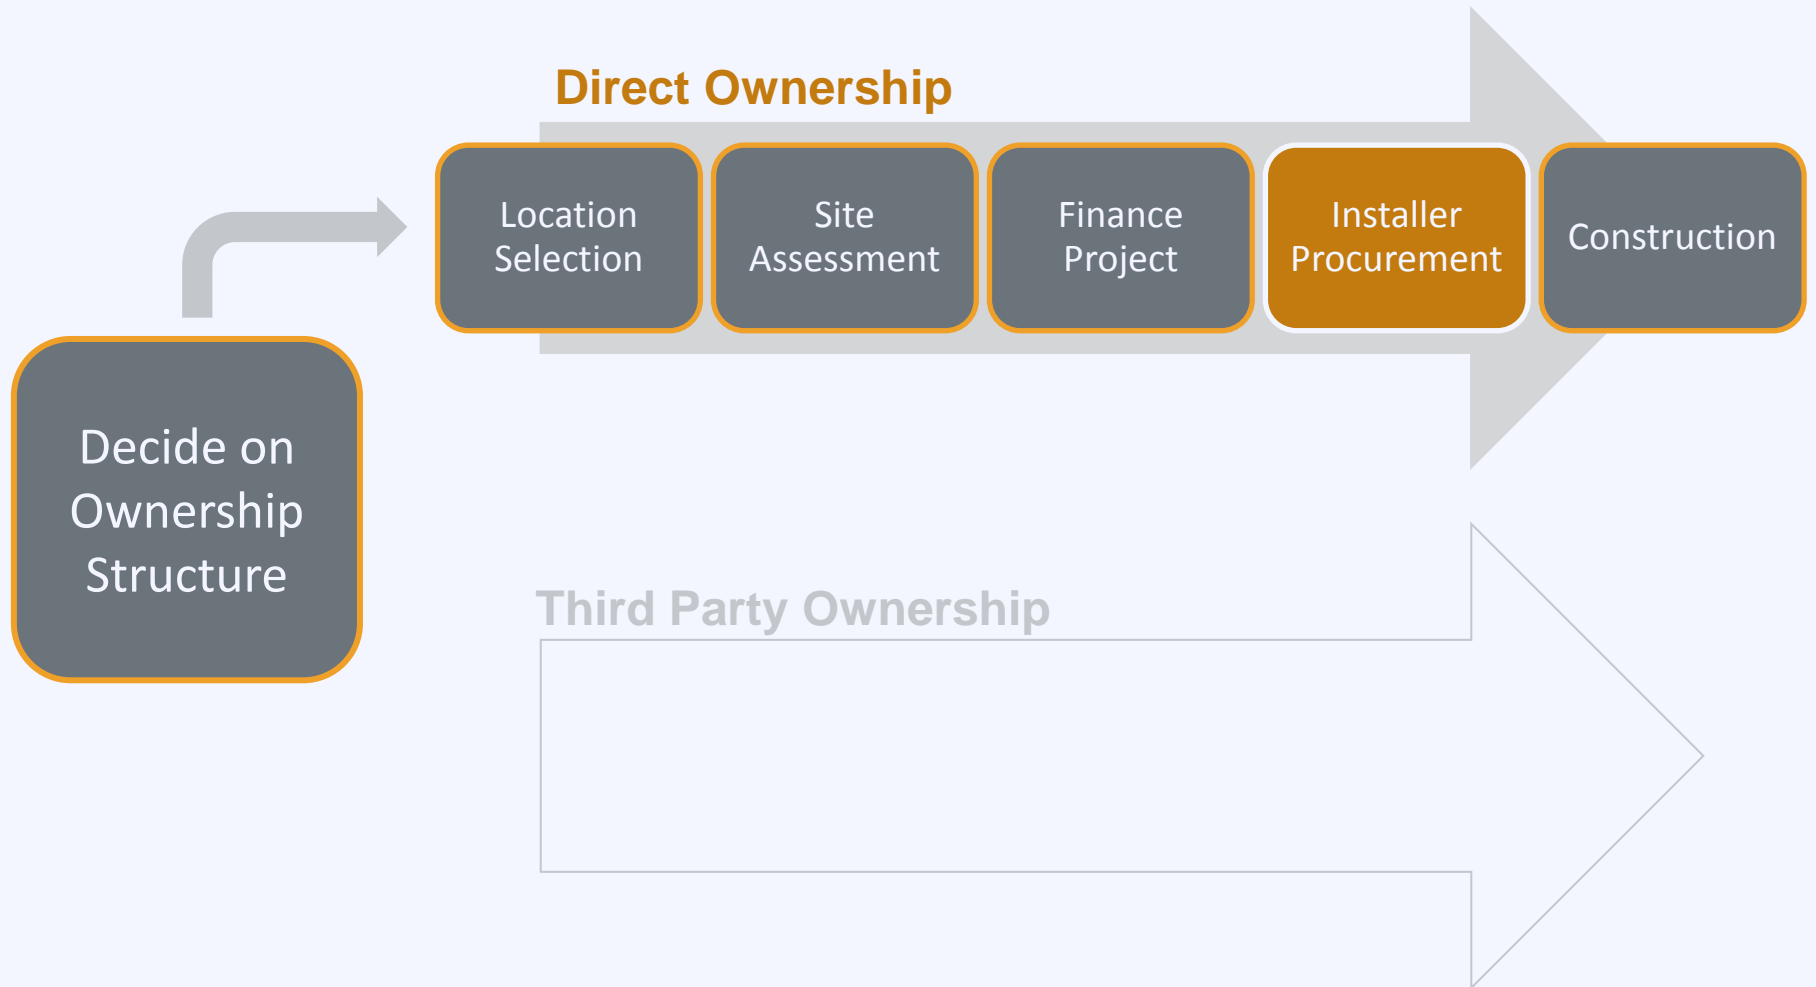 Direct Ownership
Location
Selection
Site
Assessment
Finance
Project
Installer
Procurement
Construction
Decide on
Ownership
Structure
Third Party Ownership